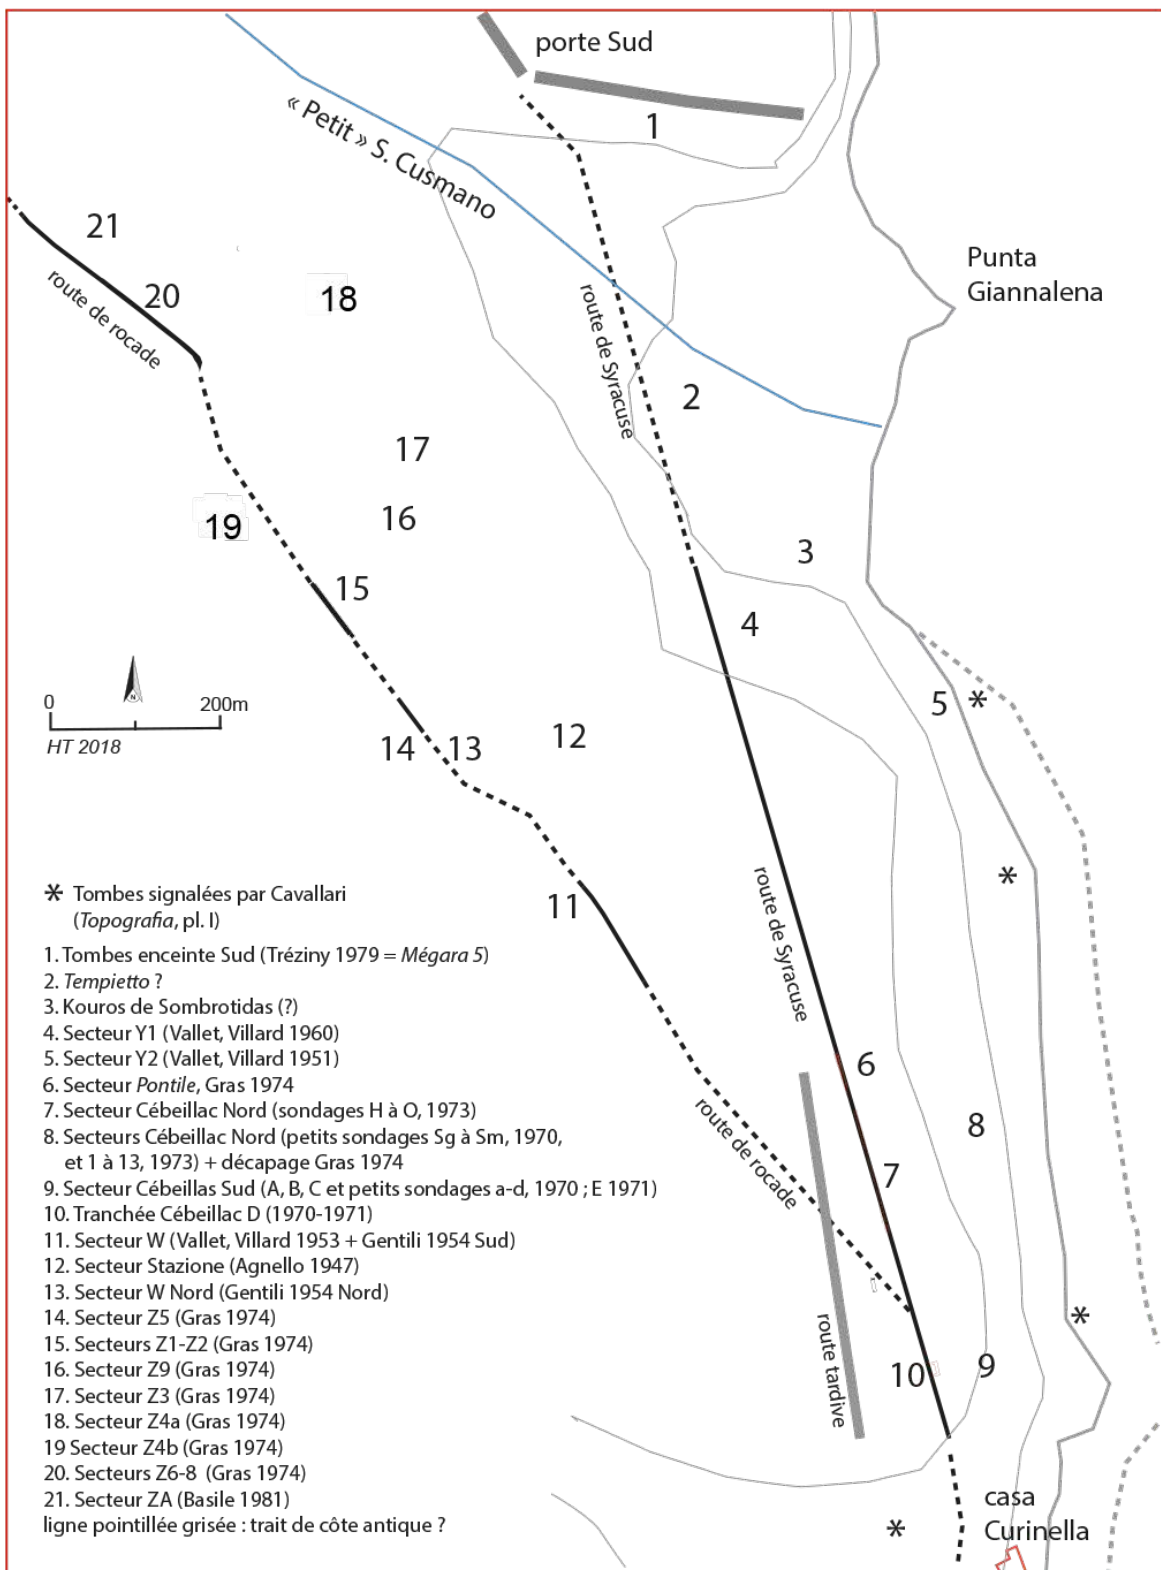 porte Sud
« Petit » S. Cusmano
1
21
20
route de rocade
18
Punta
Giannalena
route de Syracuse
2
17
16
19
3
15
4
0
200m
N
HT 2018
5
*
14
13
12
*
11
route de Syracuse
* Tombes signalées par Cavallari
(Topografia, pl. I)
1. Tombes enceinte Sud (Tréziny 1979 = Mégara 5)
2. Tempietto ?
3. Kouros de Sombrotidas (?)
4. Secteur Y1 (Vallet, Villard 1960)
5. Secteur Y2 (Vallet, Villard 1951)
6. Secteur Pontile, Gras 1974
7. Secteur Cébeillac Nord (sondages H à O, 1973)
8. Secteurs Cébeillac Nord (petits sondages Sg à Sm, 1970,
et 1 à 13, 1973) + décapage Gras 1974
9. Secteur Cébeillas Sud (A, B, C et petits sondages a-d, 1970 ; E 1971)
10. Tranchée Cébeillac D (1970-1971)
11. Secteur W (Vallet, Villard 1953 + Gentili 1954 Sud)
12. Secteur Stazione (Agnello 1947)
13. Secteur W Nord (Gentili 1954 Nord)
14. Secteur Z5 (Gras 1974)
15. Secteurs Z1-Z2 (Gras 1974)
16. Secteur Z9 (Gras 1974)
17. Secteur Z3 (Gras 1974)
18. Secteur Z4a (Gras 1974)
19 Secteur Z4b (Gras 1974)
20. Secteurs Z6-8 (Gras 1974)
21. Secteur ZA (Basile 1981)
ligne pointillée grisée : trait de côte antique ?
6
route de rocade
8
7
route tardive
*
10
9
casa
Curinella
*